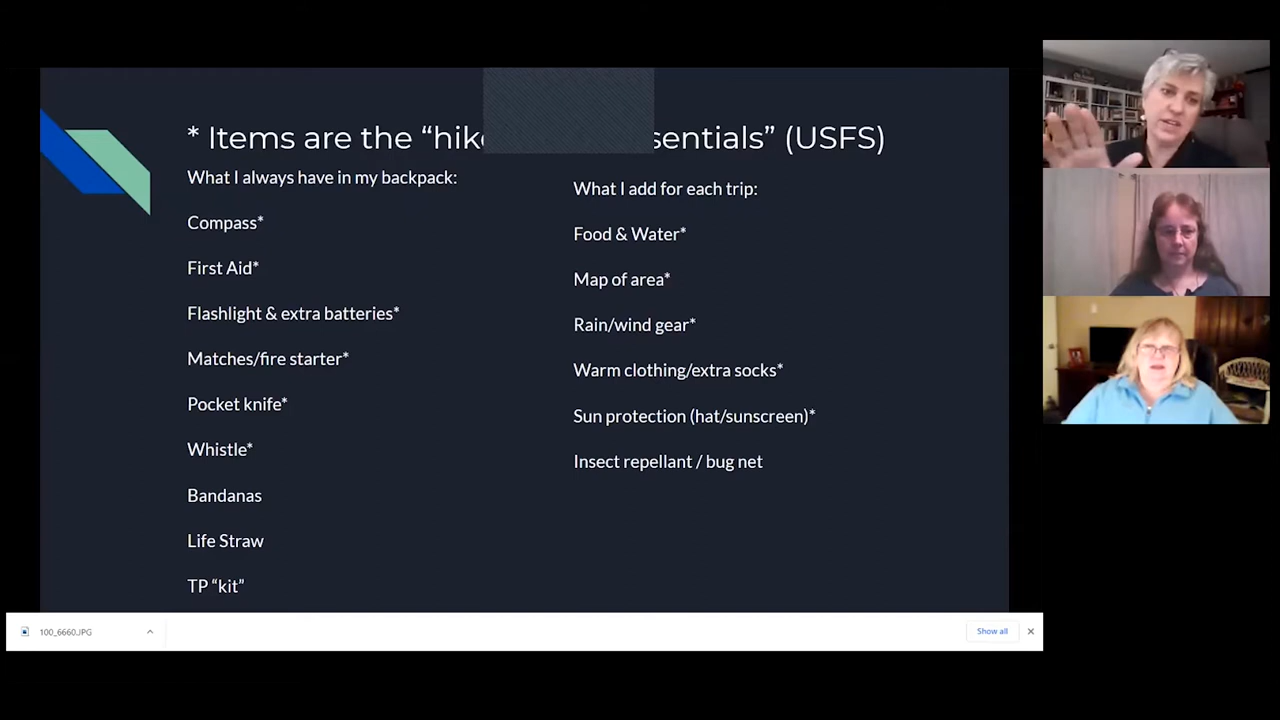 * Items are the “hik sentials” (USFS)
What I always have in my backpack:
Compass*
First Aid*
Flashlight & extra batteries*
Matches/fire starter*
Pocket knife*
Whistle*
Bandanas
Life Straw
TP “kit”
What I add for each trip:
Food & Water*
Map of area*
Rain/wind gear*
Warm clothing/extra socks*
Sun protection (hat/sunscreen)*
Insect repellant / bug net
100_6660.JPG
Show all